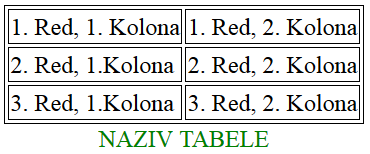 1. Red, 1. Kolona 1. Red, 2. Kolona
2. Red, 1.Kolona 2. Red, 2. Kolona
3. Red, 1.Kolona 3. Red, 2. Kolona
NAZIV TABELE